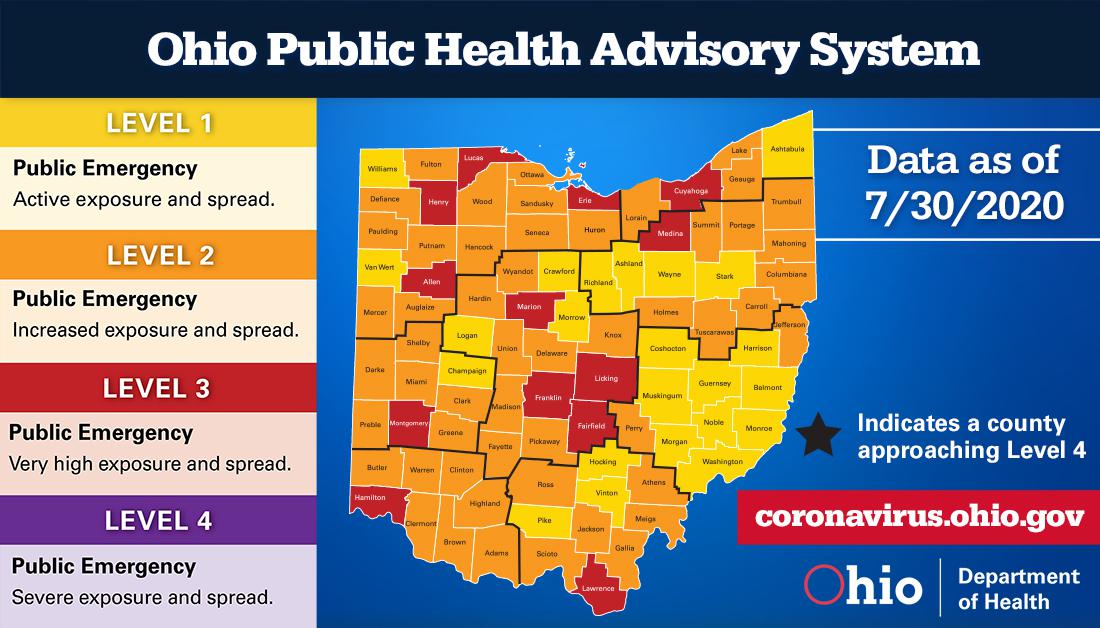 Ohio Public Health Advisory System
LEVEL 1
Public Emergency
Active exposure and spread.
LEVEL 2
Public Emergency
Increased exposure and spread.
LEVEL 3
Public Emergency
Very high exposure and spread.
LEVEL 4
Public Emergency
Severe exposure and spread.
Williams
Fulton
Lucas
Ottawa
Lake
Ashtabula
Geauga
Cuyahoga
Defiance
Henry
Wood
Sandusky
Erie
Lorain
Trumbull
Paulding
Putnam
Hancock
Seneca
Huron
Medina
Summit
Portage
Mahoning
Van Wert
Allen
Wyandot
Crawford
Richland
Ashland
Wayne
Stark
Columbiana
Mercer
Auglaize
Hardin
Marion
Morrow
Holmes
Tuscarawas
Carroll
Jefferson
Shelby
Logan
Union
Delaware
Knox
Coshocton
Harrison
Darke
Miami
Champaign
Licking
Muskingum
Guernsey
Belmont
Clark
Madison
Franklin
Fairfield
Perry
Noble
Monroe
Preble
Montgomery
Greene
Fayette
Pickaway
Morgan
Washington
Butler
Warren
Clinton
Ross
Hocking
Athens
Hamilton
Clermont
Highland
Vinton
Meigs
Brown
Adams
Pike
Jackson
Gallia
Scioto
Lawrence
Data as of
7/30/2020
Indicates a county
approaching Level 4
coronavirus.ohio.gov
Ohio
Department
of Health